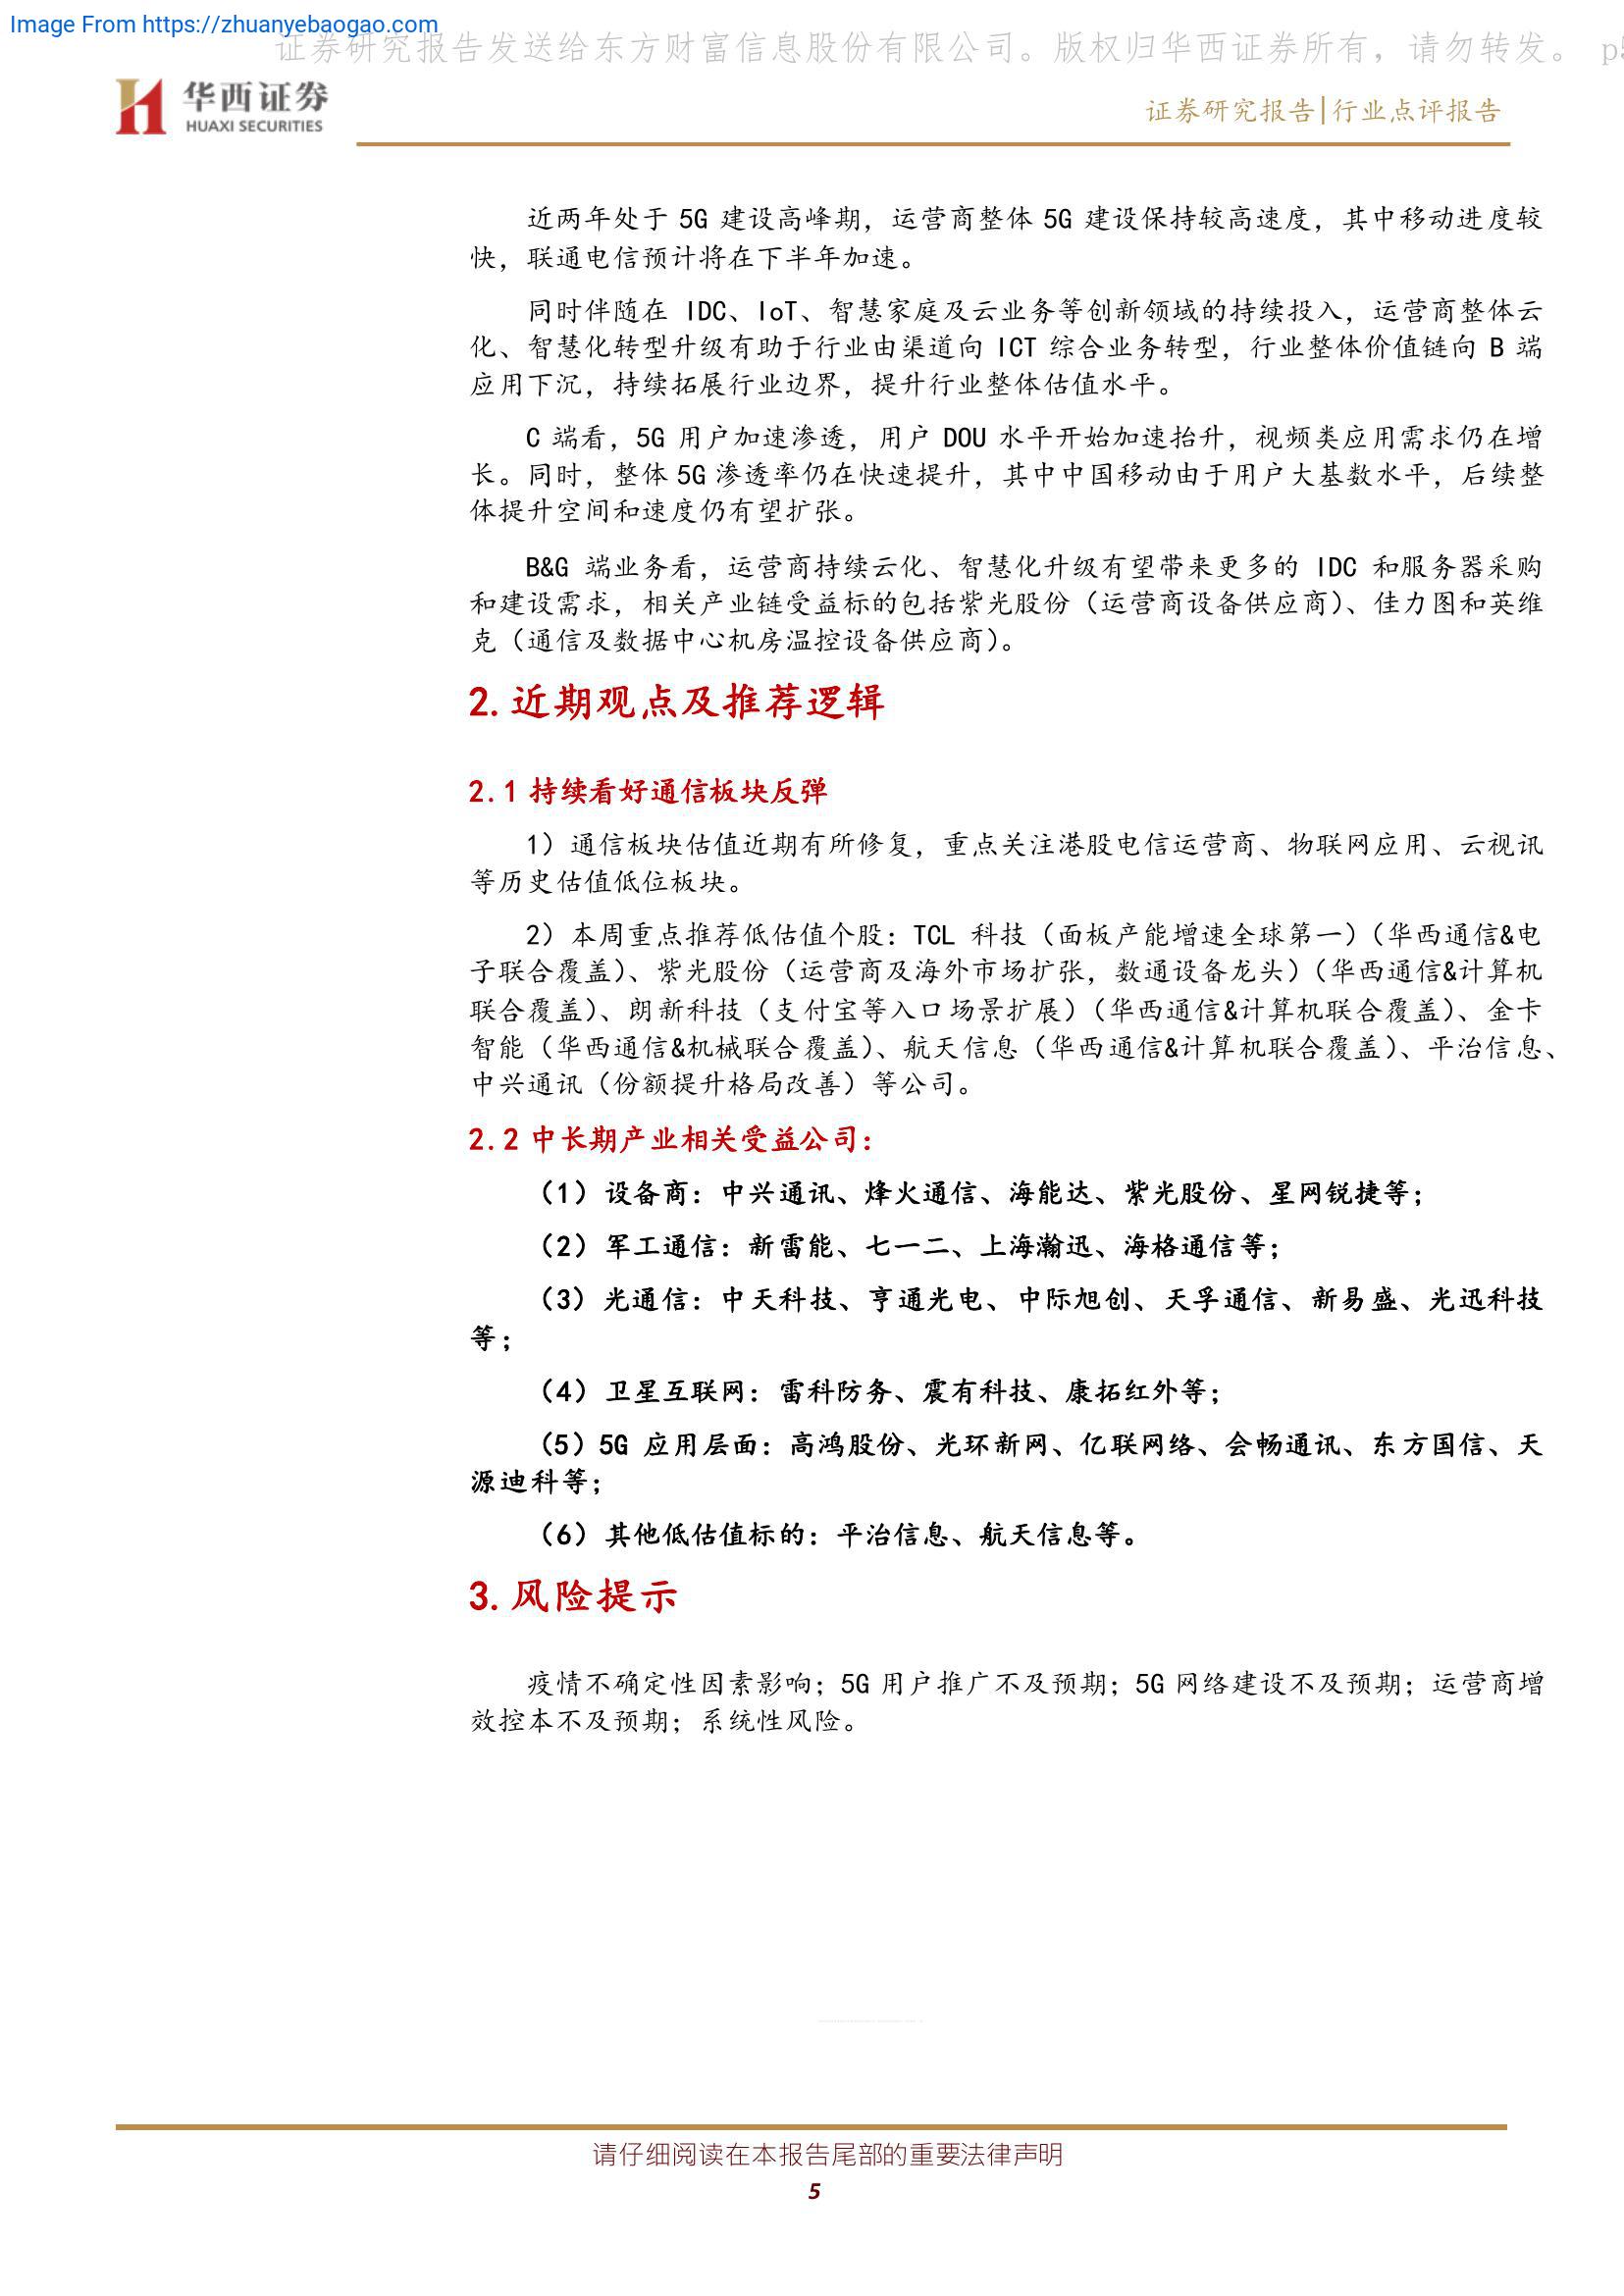 Image From https://zhuanyebaogao.com
证券研究报告发送给东方财富信息股份有限公司。版权归华西证券所有，请勿转发。 p5
华西证券
HUAXI SECURITIES
证券研究报告|行业点评报告
近两年处于 5G 建设高峰期，运营商整体 5G 建设保持较高速度，其中移动进度较
快，联通电信预计将在下半年加速。
同时伴随在 IDC、IoT、智慧家庭及云业务等创新领域的持续投入，运营商整体云
化、智慧化转型升级有助于行业由渠道向 ICT 综合业务转型，行业整体价值链向 B 端
应用下沉，持续拓展行业边界，提升行业整体估值水平。
C 端看，5G 用户加速渗透，用户 DOU 水平开始加速抬升，视频类应用需求仍在增
长。同时，整体 5G 渗透率仍在快速提升，其中中国移动由于用户大基数水平，后续整
体提升空间和速度仍有望扩张。
B&G 端业务看，运营商持续云化、智慧化升级有望带来更多的 IDC 和服务器采购
和建设需求，相关产业链受益标的包括紫光股份（运营商设备供应商）、佳力图和英维
克（通信及数据中心机房温控设备供应商）。
2.近期观点及推荐逻辑
2.1 持续看好通信板块反弹
1）通信板块估值近期有所修复，重点关注港股电信运营商、物联网应用、云视讯
等历史估值低位板块。
2）本周重点推荐低估值个股：TCL 科技（面板产能增速全球第一）（华西通信&电
子联合覆盖）、紫光股份（运营商及海外市场扩张，数通设备龙头）（华西通信&计算机
联合覆盖）、朗新科技（支付宝等入口场景扩展）（华西通信&计算机联合覆盖）、金卡
智能（华西通信&机械联合覆盖）、航天信息（华西通信&计算机联合覆盖）、平治信息、
中兴通讯（份额提升格局改善）等公司。
2.2 中长期产业相关受益公司：
（1）设备商：中兴通讯、烽火通信、海能达、紫光股份、星网锐捷等；
（2）军工通信：新雷能、七一二、上海瀚迅、海格通信等；
（3）光通信：中天科技、亨通光电、中际旭创、天孚通信、新易盛、光迅科技
等；
（4）卫星互联网：雷科防务、震有科技、康拓红外等；
（5）5G 应用层面：高鸿股份、光环新网、亿联网络、会畅通讯、东方国信、天
源迪科等；
（6）其他低估值标的：平治信息、航天信息等。
3.风险提示
疫情不确定性因素影响；5G 用户推广不及预期；5G 网络建设不及预期；运营商增
效控本不及预期；系统性风险。
请仔细阅读在本报告尾部的重要法律声明
5